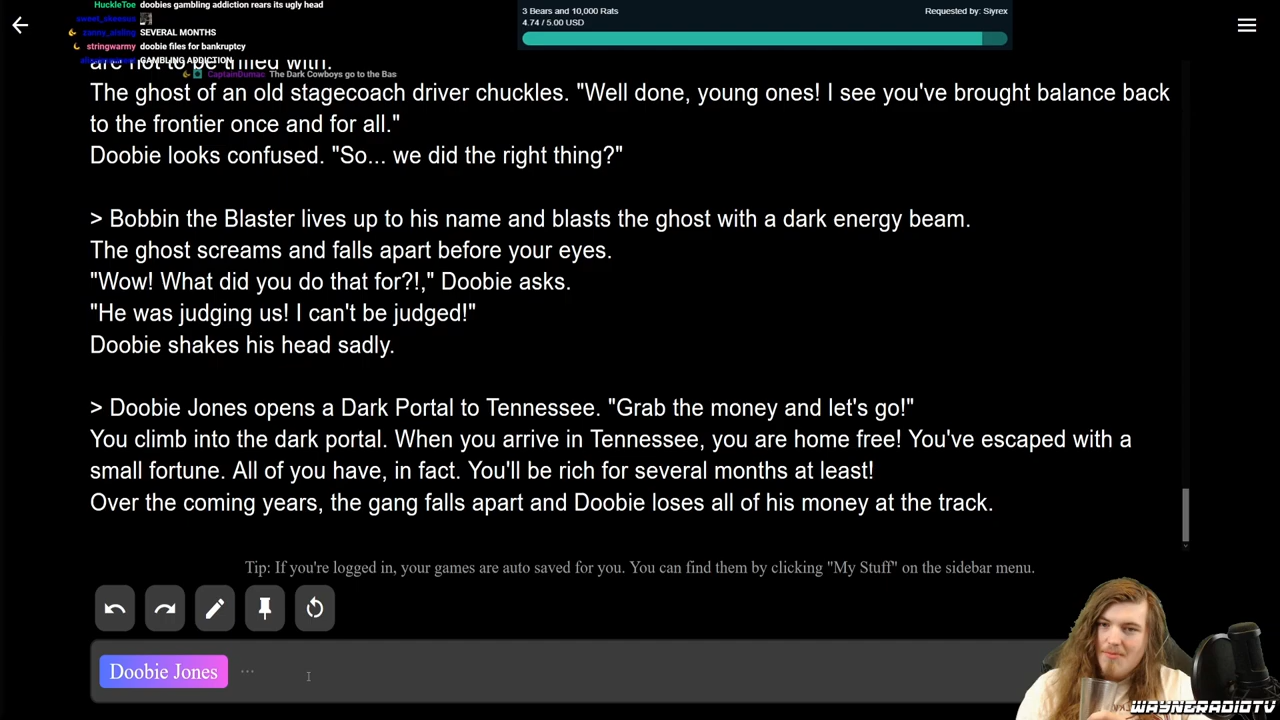 HuckleToe doobies gambling addiction rears its ugly head
sweet_skeesus
zanny_aisling SEVERAL MONTHS
stringwarmy doobie files for bankruptcy
GAMBLING ADDICTION
CaptainDumac The Dark Cowboys go to the Bas
3 Bears and 10,000 Rats
Requested by: Siyrex
4.74 / 5.00 USD
are not to be trifled with.
The ghost of an old stagecoach driver chuckles. "Well done, young ones! I see you've brought balance back
to the frontier once and for all."
Doobie looks confused. "So... we did the right thing?"
> Bobbin the Blaster lives up to his name and blasts the ghost with a dark energy beam.
The ghost screams and falls apart before your eyes.
"Wow! What did you do that for?!," Doobie asks.
"He was judging us! I can't be judged!"
Doobie shakes his head sadly.
> Doobie Jones opens a Dark Portal to Tennessee. "Grab the money and let's go!"
You climb into the dark portal. When you arrive in Tennessee, you are home free! You've escaped with a
small fortune. All of you have, in fact. You'll be rich for several months at least!
Over the coming years, the gang falls apart and Doobie loses all of his money at the track.
Tip: If you're logged in, your games are auto saved for you. You can find them by clicking "My Stuff" on the sidebar menu.
Doobie Jones ...
WAYNERADIOTV